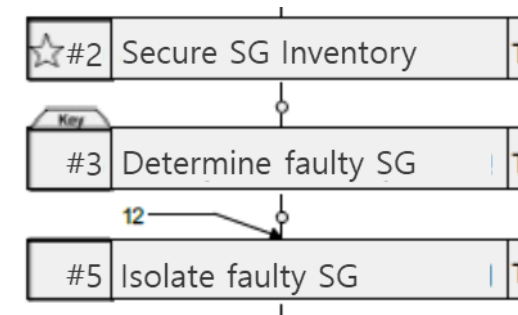 #2 Secure SG Inventory
Key
#3 Determine faulty SG
12
#5 Isolate faulty SG